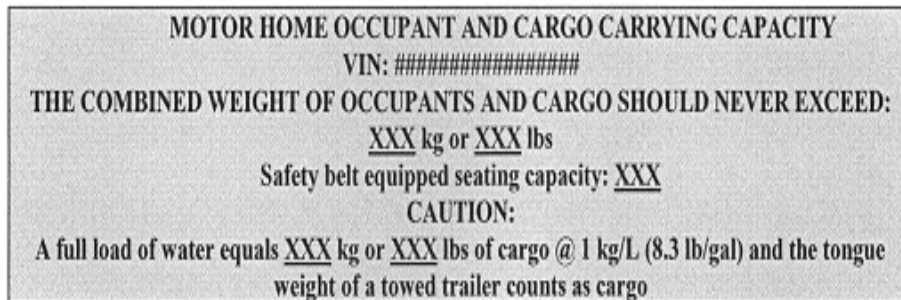 MOTOR HOME OCCUPANT AND CARGO CARRYING CAPACITY
VIN: #################
THE COMBINED WEIGHT OF OCCUPANTS AND CARGO SHOULD NEVER EXCEED:
XXX kg or XXX lbs
Safety belt equipped seating capacity: XXX
CAUTION:
A full load of water equals XXX kg or XXX lbs of cargo @ 1 kg/L (8.3 lb/gal) and the tongue
weight of a towed trailer counts as cargo